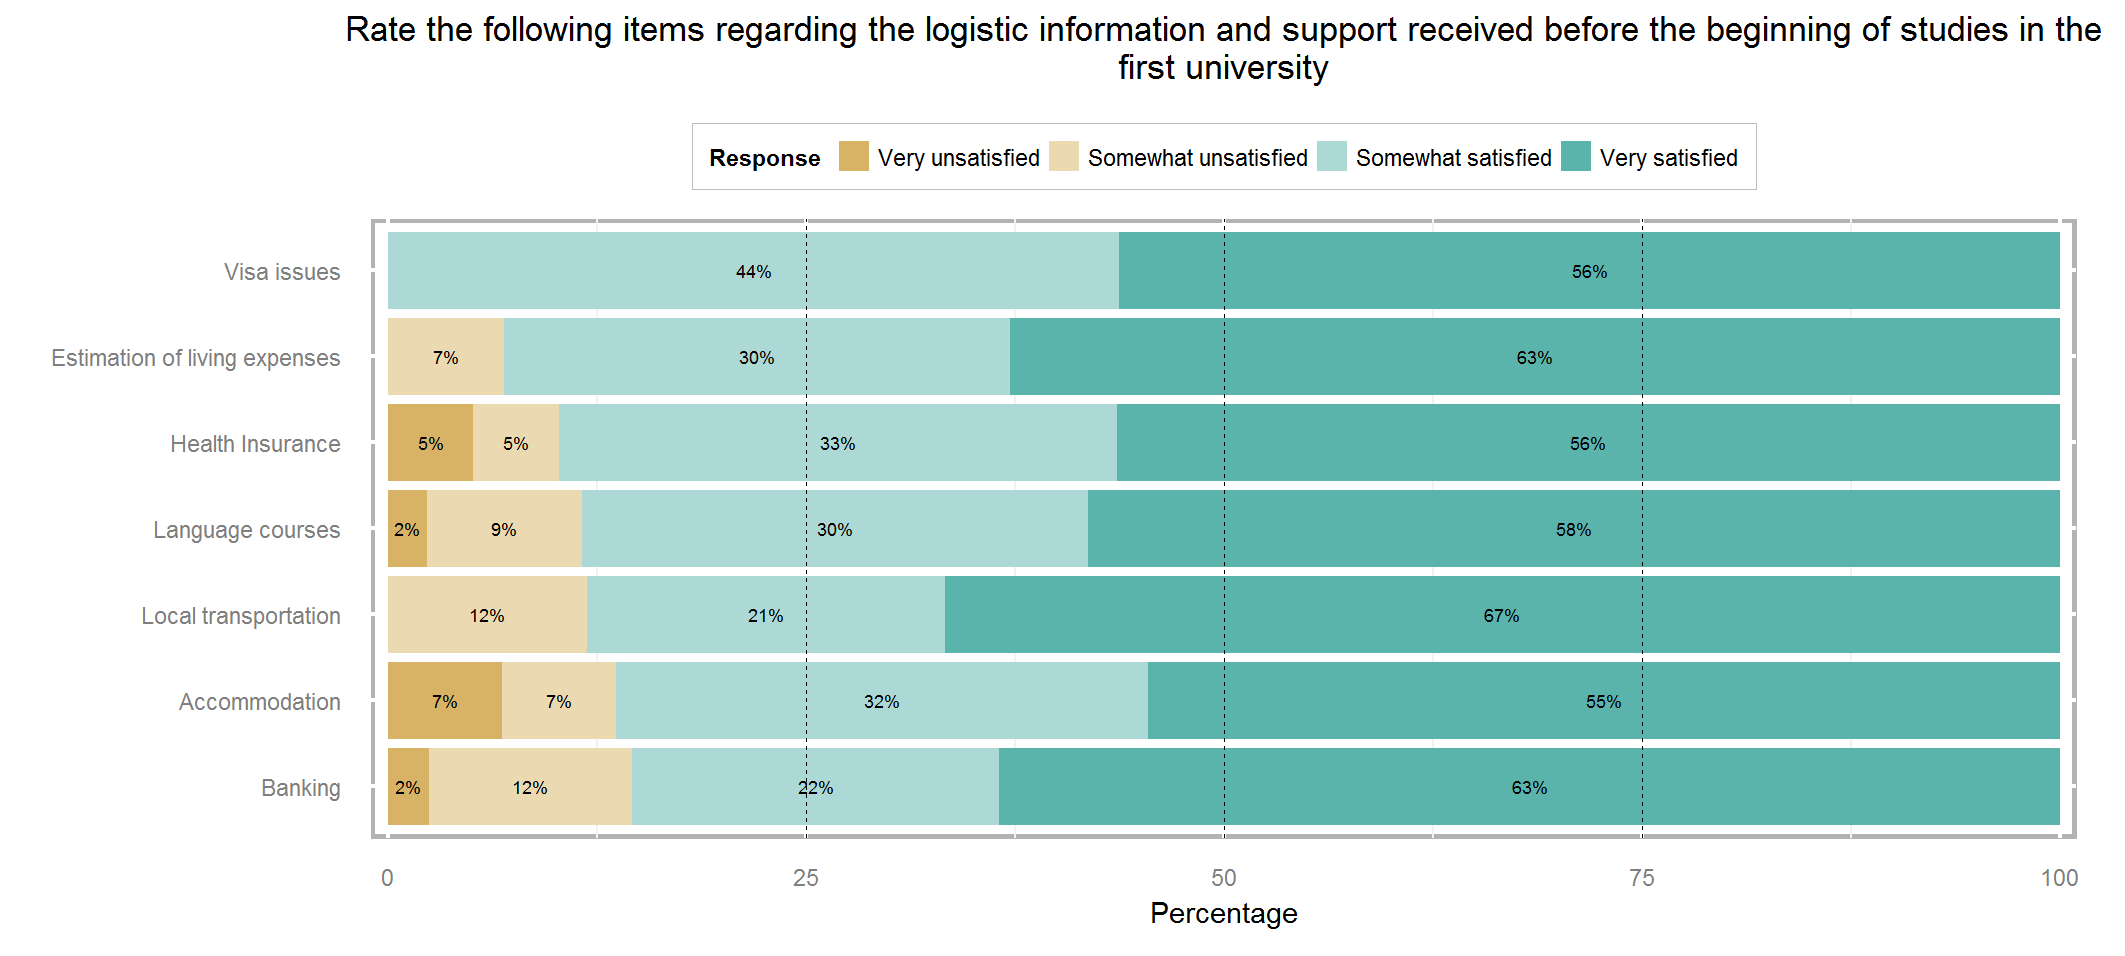 Rate the following items regarding the logistic information and support received before the beginning of studies in the
first university
Response Very unsatisfied Somewhat unsatisfied Somewhat satisfied Very satisfied
Visa issues 44% 56%
Estimation of living expenses 7% 30% 63%
Health Insurance 5% 5% 33% 56%
Language courses 2% 9% 30% 58%
Local transportation 12% 21% 67%
Accommodation 7% 7% 32% 55%
Banking 2% 12% 22% 63%
0 25 50 75 100
Percentage